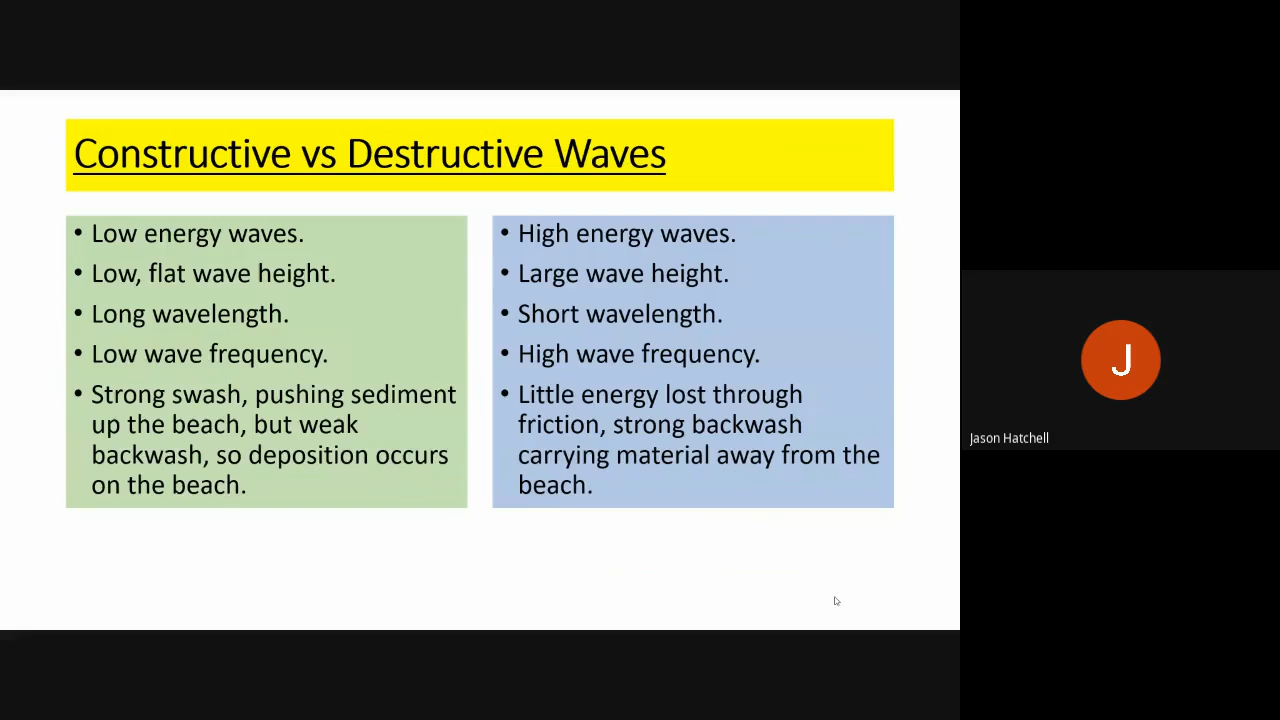 Constructive vs Destructive Waves
• Low energy waves.
• Low, flat wave height.
• Long wavelength.
• Low wave frequency.
• Strong swash, pushing sediment
up the beach, but weak
backwash, so deposition occurs
on the beach.
• High energy waves.
• Large wave height.
• Short wavelength.
• High wave frequency.
• Little energy lost through
friction, strong backwash
carrying material away from the
beach.
J
Jason Hatchell